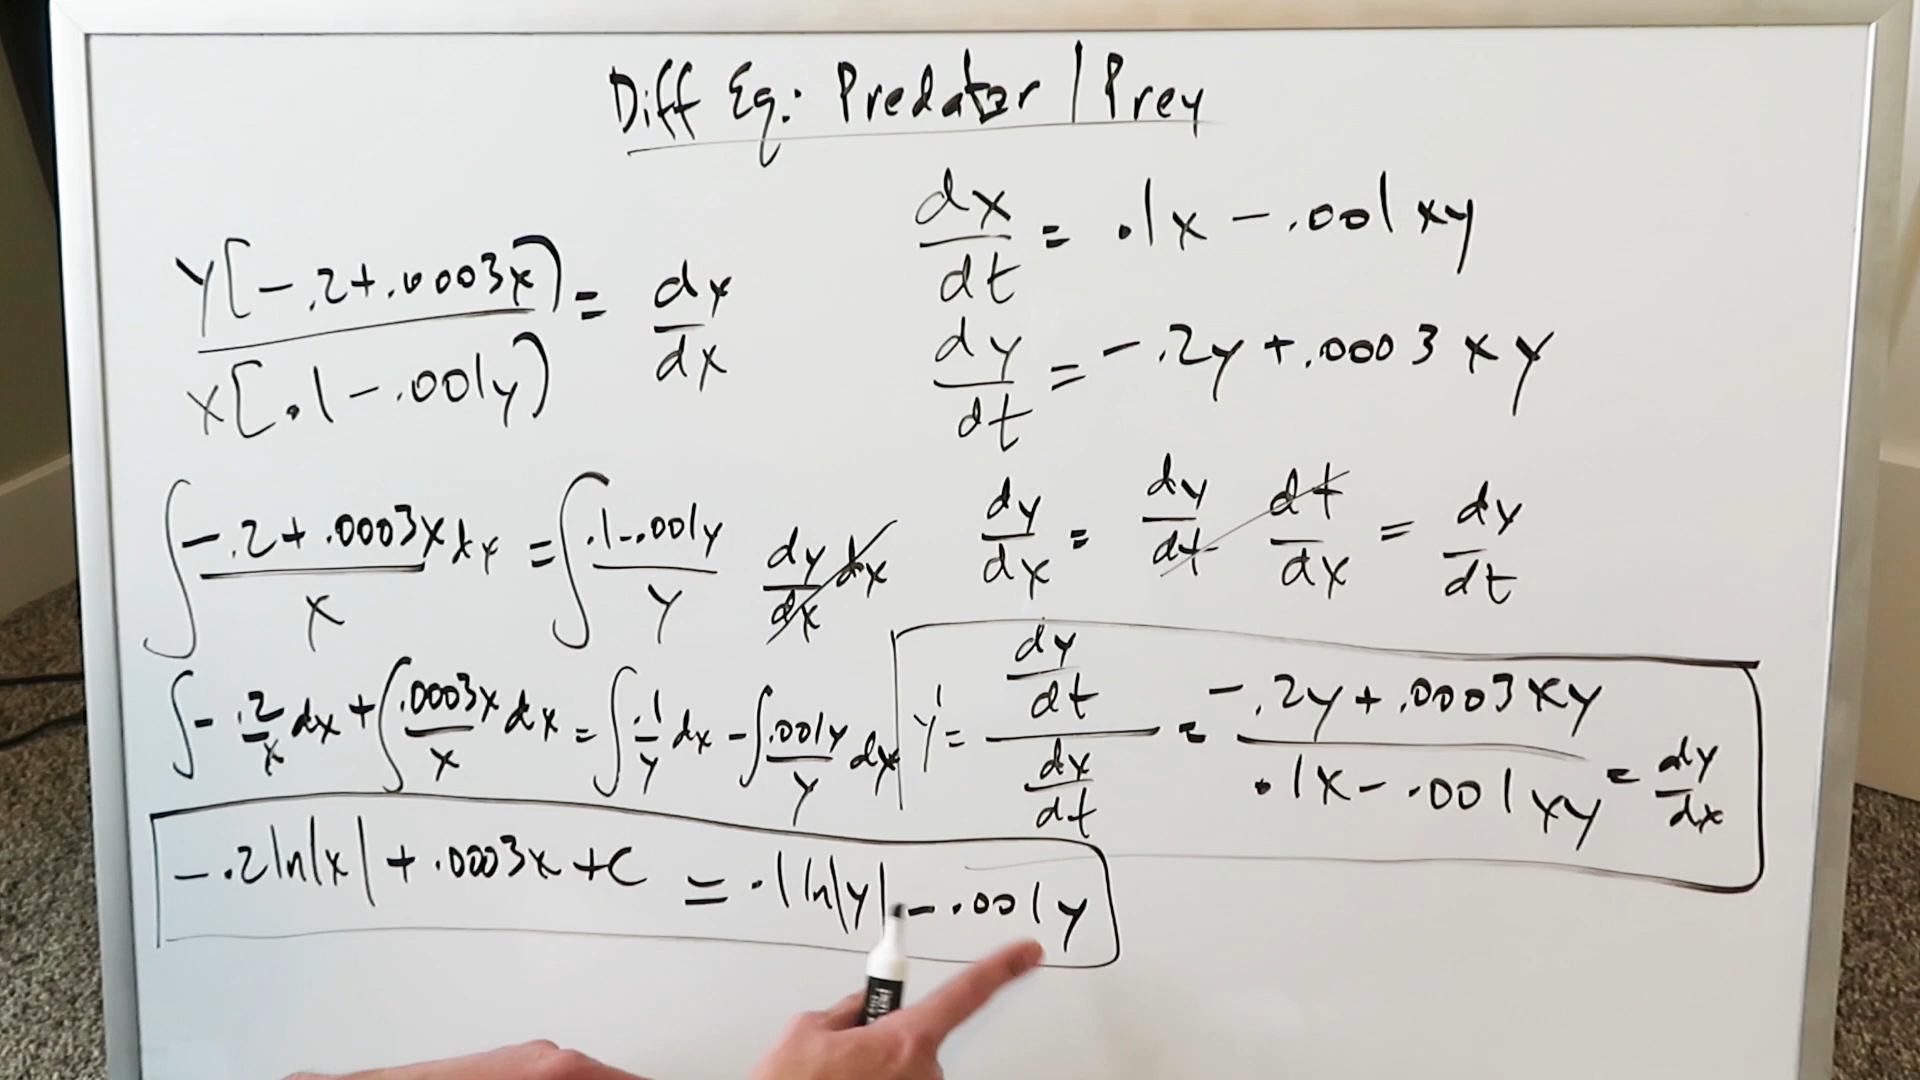 Diff Eq: Predator | Prey
dx/dt = .1x - .001xy
dy/dt = -.2y + .0003xy
dy/dx = dy/dt dt/dx = dy/dt
y' = (dy/dt)/(dx/dt) = (-.2y + .0003xy)/(.1x - .001xy) = dy/dx
y[-.2+.0003x]/x[.1-.001y] = dy/dx
∫ (-.2+.0003x)/x dx = ∫ (.1-.001y)/y dy/dx dx
∫ -.2/x dx + ∫ .0003x/x dx = ∫ .1/y dx - ∫ .001y/y dx
-.2ln|x| + .0003x + C = .1ln|y| - .001y